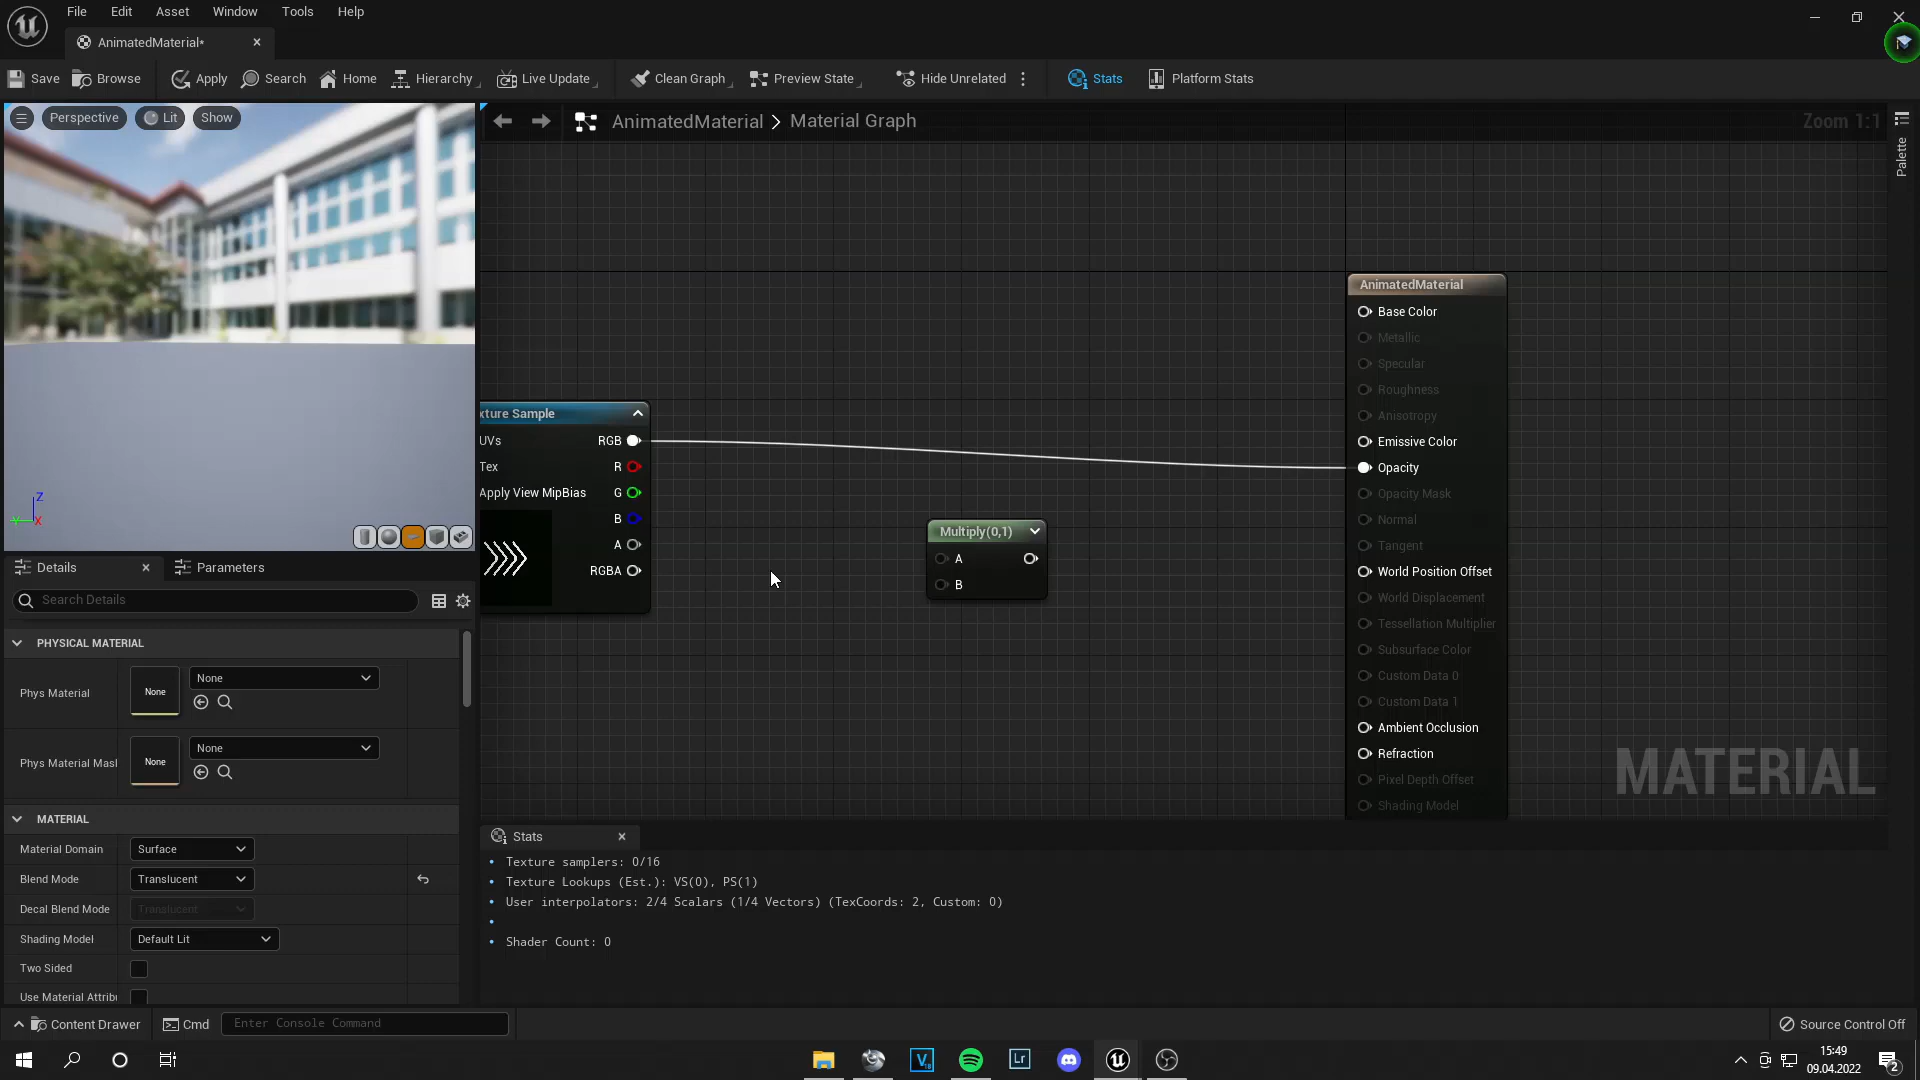 File Edit Asset Window Tools Help
AnimatedMaterial*
Save Browse Apply Search Home Hierarchy Live Update Clean Graph Preview State Hide Unrelated Stats Platform Stats
Perspective Lit Show
AnimatedMaterial > Material Graph
Zoom 1:1
Palette
AnimatedMaterial
Base Color
Metallic
Specular
Roughness
Anisotropy
Emissive Color
Opacity
Opacity Mask
Normal
Tangent
World Position Offset
World Displacement
Tessellation Multiplier
Subsurface Color
Custom Data 0
Custom Data 1
Ambient Occlusion
Refraction
Pixel Depth Offset
Shading Model
xture Sample
UVs RGB
Tex R
Apply View MipBias G
B
A
RGBA
Multiply(0,1)
A
B
MATERIAL
Z
Y X
Details Parameters
Search Details
PHYSICAL MATERIAL
Phys Material None None
Phys Material Mas None None
MATERIAL
Material Domain Surface
Blend Mode Translucent
Decal Blend Mode Translucent
Shading Model Default Lit
Two Sided
Use Material Attribu
Stats
Texture samplers: 0/16
Texture Lookups (Est.): VS(0), PS(1)
User interpolators: 2/4 Scalars (1/4 Vectors) (TexCoords: 2, Custom: 0)
Shader Count: 0
Content Drawer Cmd Enter Console Command Source Control Off
Lr
15:49
09.04.2022
2